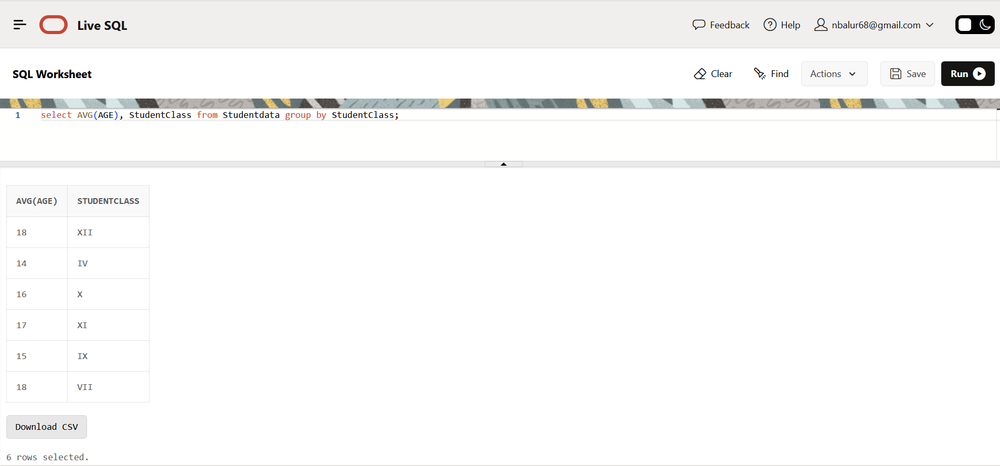 Live SQL
Feedback Help nbalur68@gmail.com
SQL Worksheet
Clear Find Actions Save Run
1 select AVG(AGE), StudentClass from Studentdata group by StudentClass;
AVG(AGE) STUDENTCLASS
18 XII
14 IV
16 X
17 XI
15 IX
18 VII
Download CSV
6 rows selected.